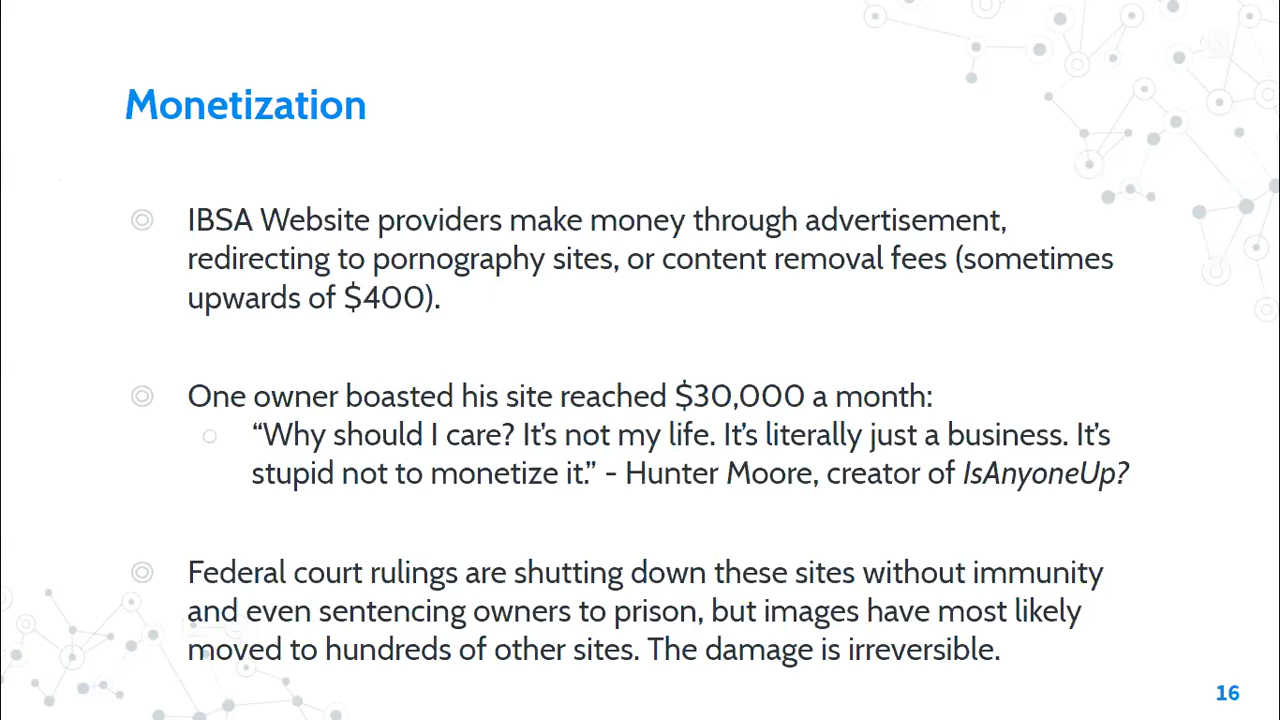 Monetization
IBSA Website providers make money through advertisement,
redirecting to pornography sites, or content removal fees (sometimes
upwards of $400).
One owner boasted his site reached $30,000 a month:
“Why should I care? It’s not my life. It’s literally just a business. It’s
stupid not to monetize it.” - Hunter Moore, creator of IsAnyoneUp?
Federal court rulings are shutting down these sites without immunity
and even sentencing owners to prison, but images have most likely
moved to hundreds of other sites. The damage is irreversible.
16